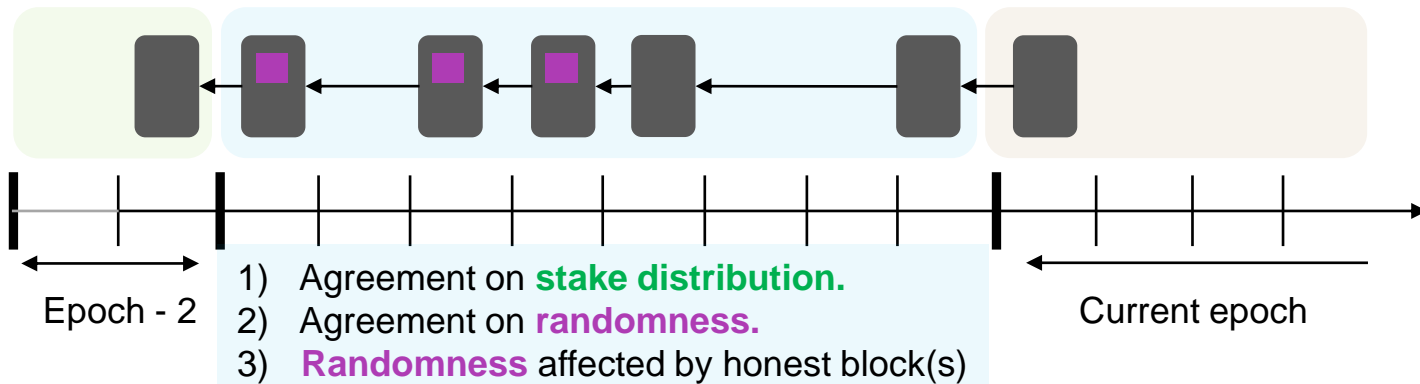 1) Agreement on stake distribution.
Epoch - 2
2) Agreement on randomness.
Current epoch
3) Randomness affected by honest block(s)